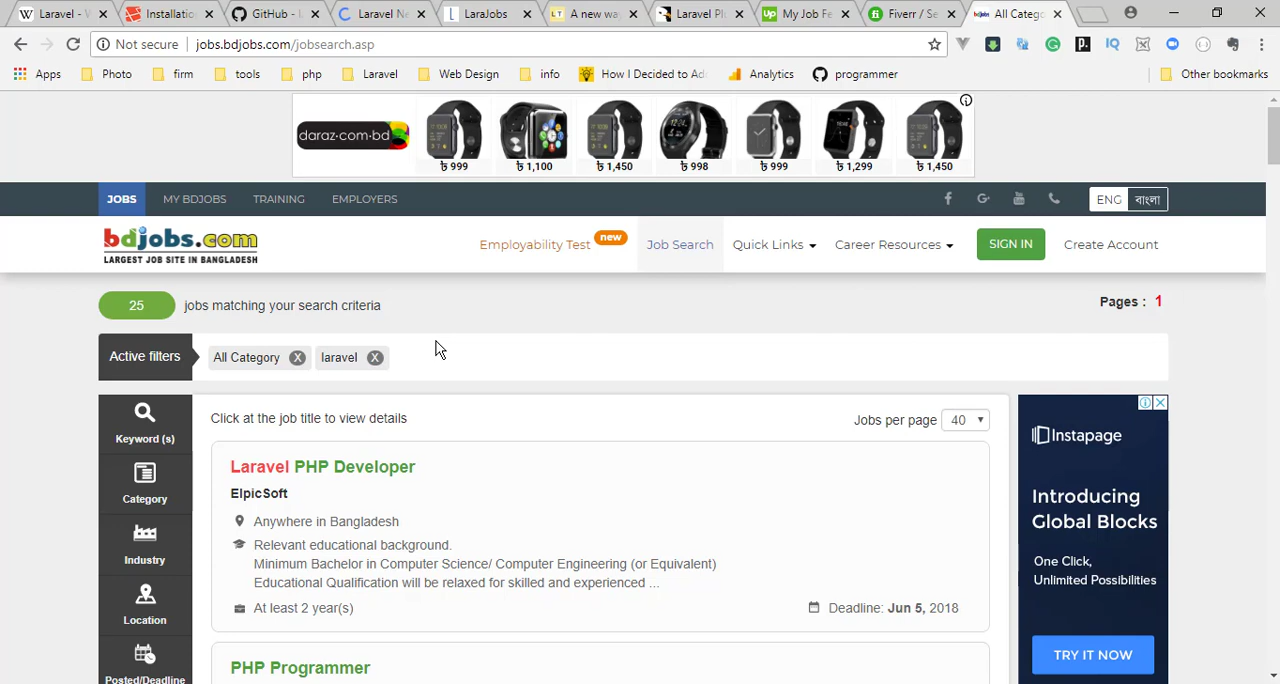 Laravel - W
Installatio
GitHub - L
Laravel Ne
LaraJobs
A new way
Laravel Pl
My Job Fe
Fiverr / Se
All Catego
Not secure
jobs.bdjobs.com/jobsearch.asp
Apps
Photo
firm
tools
php
Laravel
Web Design
info
How I Decided to Ad
Analytics
programmer
Other bookmarks
daraz.com.bd
৳ 999
৳ 1,100
৳ 1,450
৳ 998
৳ 999
৳ 1,299
৳ 1,450
JOBS
MY BDJOBS
TRAINING
EMPLOYERS
ENG
বাংলা
bdjobs.com
LARGEST JOB SITE IN BANGLADESH
Employability Test
new
Job Search
Quick Links
Career Resources
SIGN IN
Create Account
25
jobs matching your search criteria
Pages : 1
Active filters
All Category X
laravel X
Keyword (s)
Category
Industry
Location
Posted/Deadline
Click at the job title to view details
Jobs per page
40
Laravel PHP Developer
ElpicSoft
Anywhere in Bangladesh
Relevant educational background.
Minimum Bachelor in Computer Science/ Computer Engineering (or Equivalent)
Educational Qualification will be relaxed for skilled and experienced ...
At least 2 year(s)
Deadline: Jun 5, 2018
PHP Programmer
Instapage
Introducing
Global Blocks
One Click,
Unlimited Possibilities
TRY IT NOW